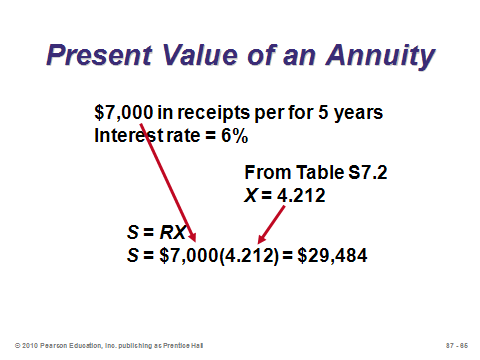 Present Value of an Annuity
$7,000 in receipts per for 5 years
Interest rate = 6%
From Table S7.2
X = 4.212
S = RX
S = $7,000(4.212) = $29,484
© 2010 Pearson Education, Inc. publishing as Prentice Hall
S7 - 65